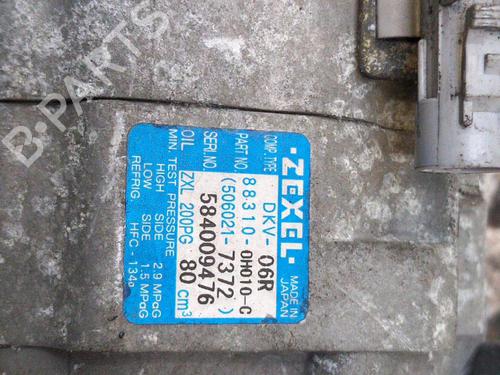 ZEXEL
MADE IN
JAPAN
COMP.TYPE DKV-06R
PART NO. 88310-0H010-C
(506021-7372)
SERI.NO. 584009476
OIL ZXL 200PG 80 cm³
MIN. TEST PRESSURE
HIGH SIDE 2.9 MPaG
LOW SIDE 1.5 MPaG
REFRIG. HFC-134a
B-PARTS